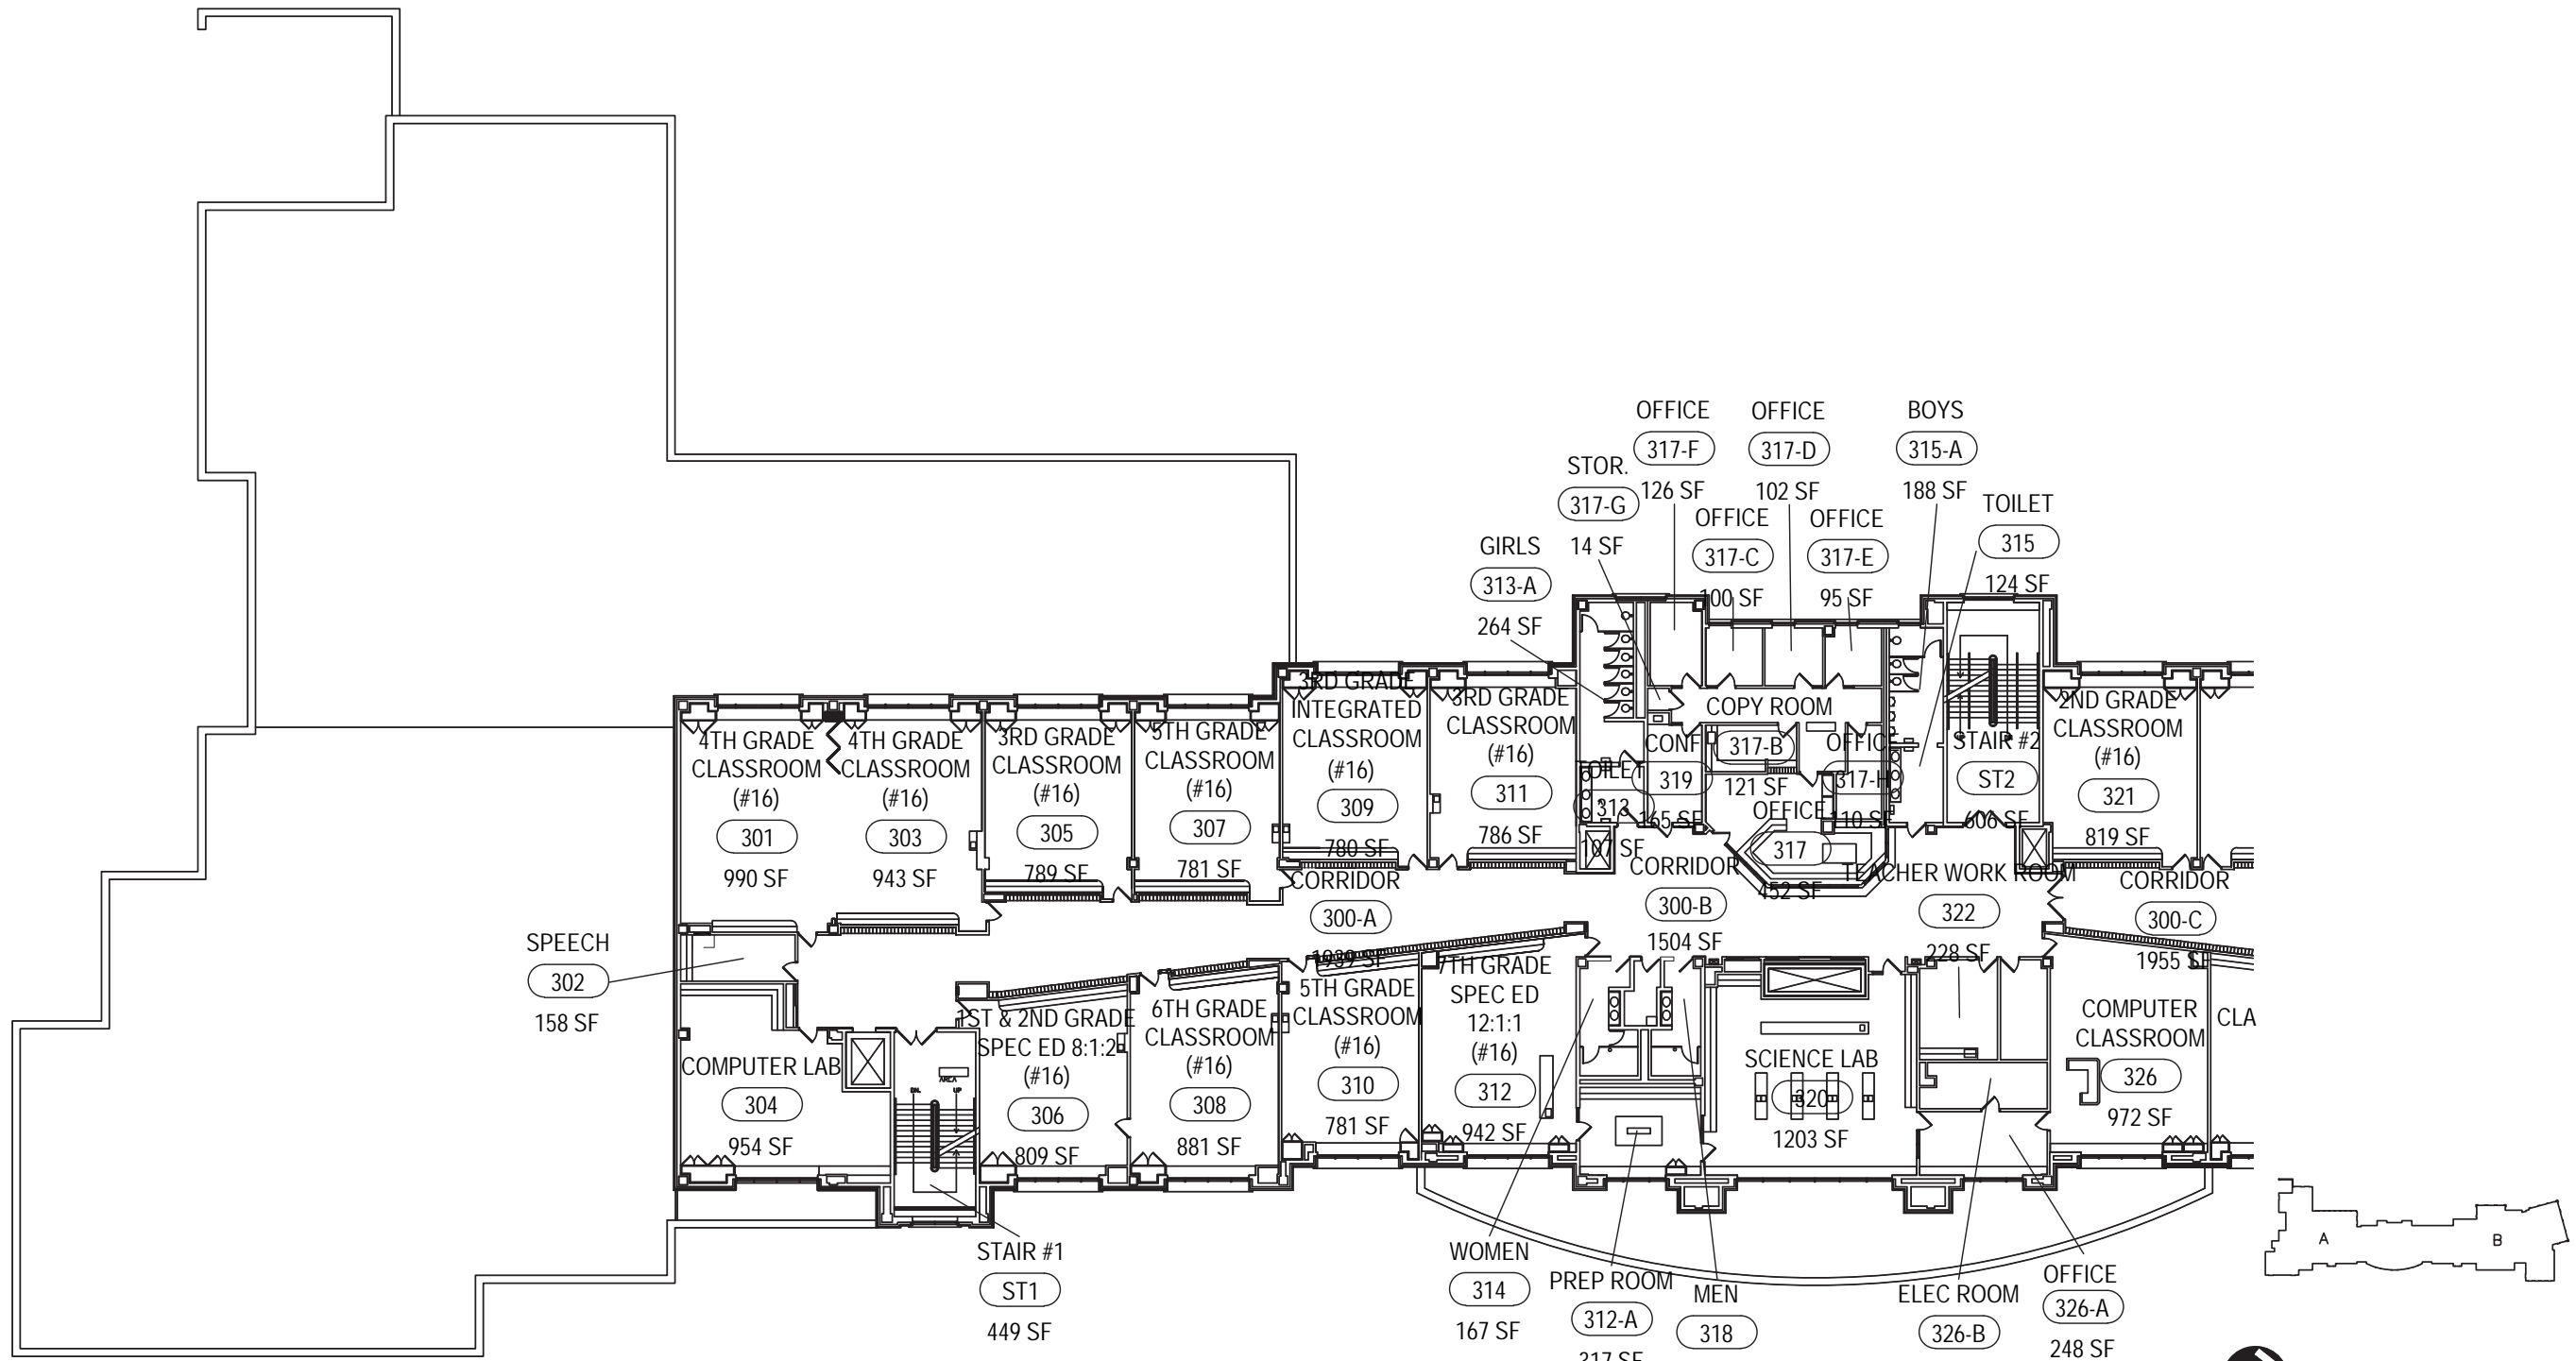 OFFICE
317-F
126 SF
OFFICE
317-D
102 SF
BOYS
315-A
188 SF
STOR.
317-G
14 SF
OFFICE
317-C
100 SF
OFFICE
317-E
95 SF
TOILET
315
124 SF
GIRLS
313-A
264 SF
4TH GRADE
CLASSROOM
(#16)
301
990 SF
4TH GRADE
CLASSROOM
(#16)
303
943 SF
3RD GRADE
CLASSROOM
(#16)
305
789 SF
5TH GRADE
CLASSROOM
(#16)
307
781 SF
3RD GRADE
INTEGRATED
CLASSROOM
(#16)
309
780 SF
3RD GRADE
CLASSROOM
(#16)
311
786 SF
TOILET
313
107 SF
CONF
319
165 SF
COPY ROOM
317-B
121 SF
OFFICE
317-H
110 SF
OFFICE
317
452 SF
STAIR #2
ST2
606 SF
2ND GRADE
CLASSROOM
(#16)
321
819 SF
CORRIDOR
300-A
1939 SF
CORRIDOR
300-B
1504 SF
TEACHER WORK ROOM
322
228 SF
CORRIDOR
300-C
1955 SF
SPEECH
302
158 SF
COMPUTER LAB
304
954 SF
AREA
DN.
UP
1ST & 2ND GRADE
SPEC ED 8:1:2
(#16)
306
809 SF
6TH GRADE
CLASSROOM
(#16)
308
881 SF
5TH GRADE
CLASSROOM
(#16)
310
781 SF
7TH GRADE
SPEC ED
12:1:1
(#16)
312
942 SF
SCIENCE LAB
320
1203 SF
COMPUTER
CLASSROOM
326
972 SF
CLA
STAIR #1
ST1
449 SF
WOMEN
314
167 SF
PREP ROOM
312-A
317 SF
MEN
318
ELEC ROOM
326-B
OFFICE
326-A
248 SF
A
B